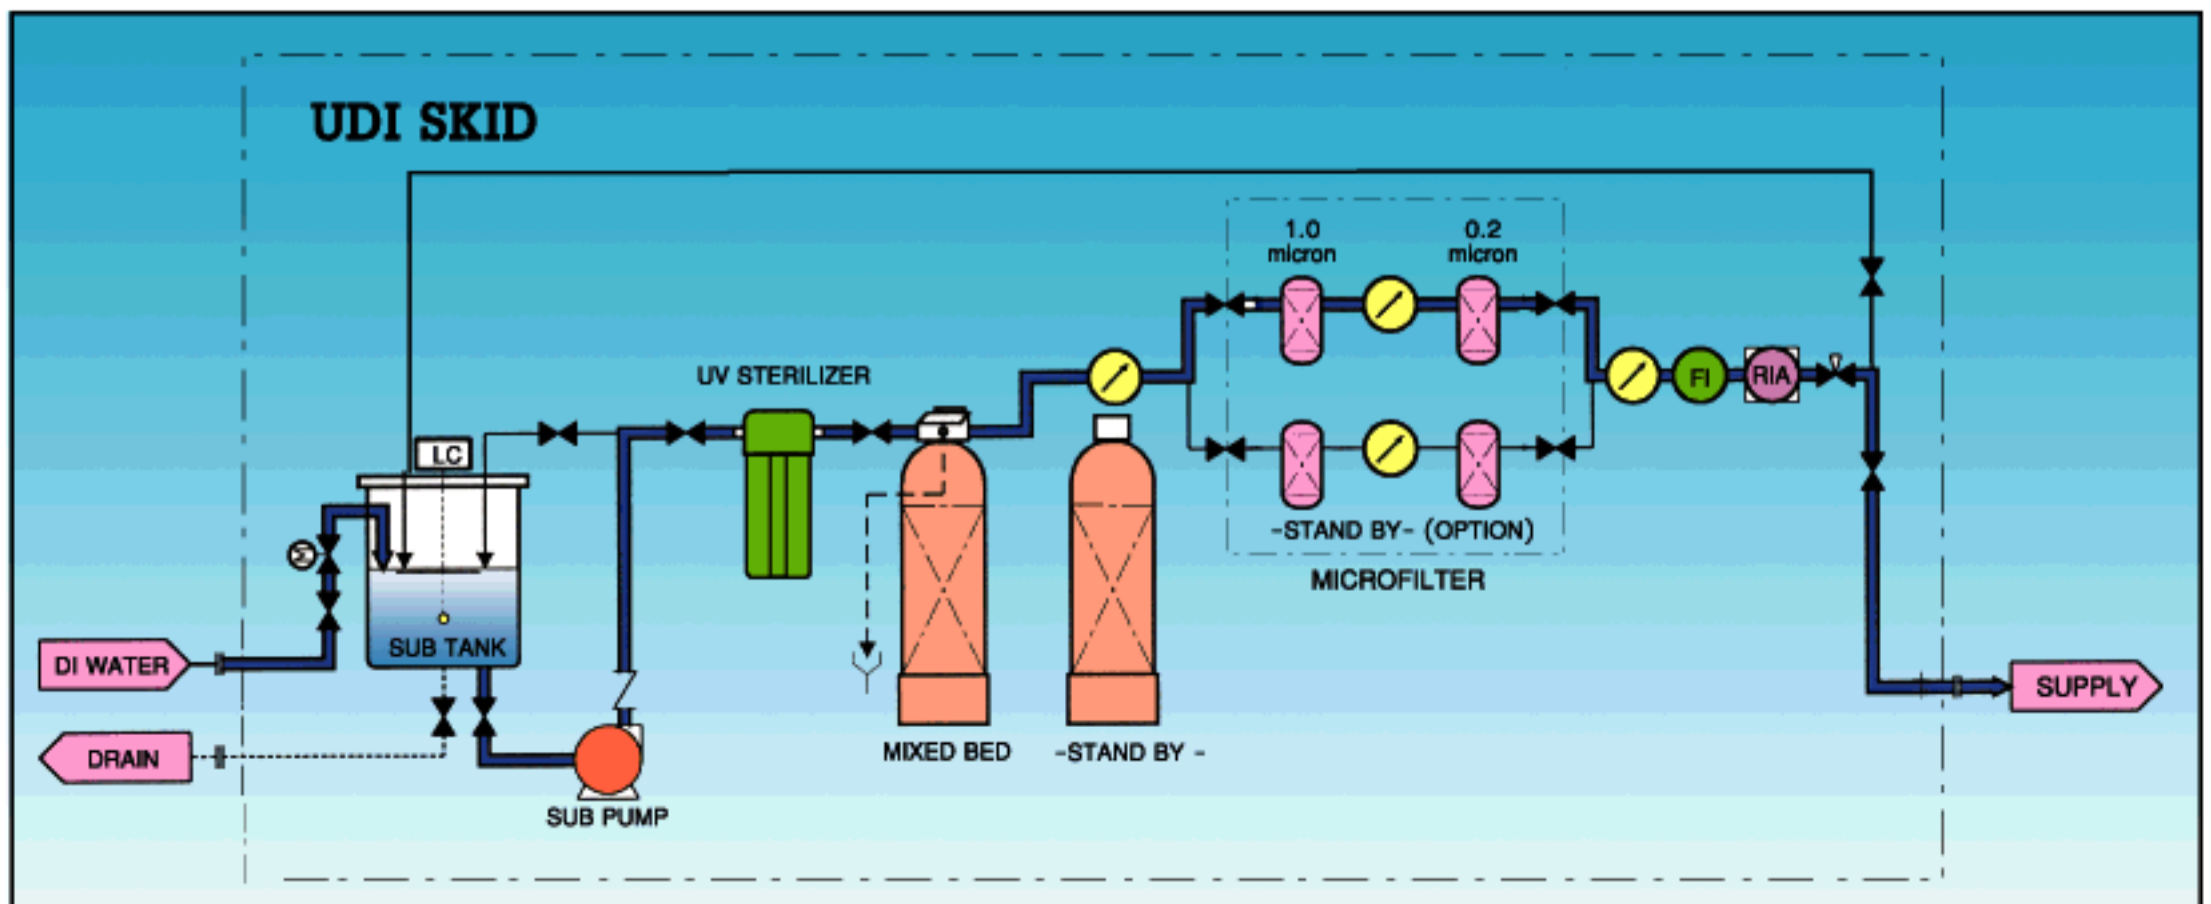 UDI SKID
1.0
micron
0.2
micron
UV STERILIZER
FI
RIA
LC
-STAND BY- (OPTION)
MICROFILTER
Σ
SUB TANK
DI WATER
SUPPLY
DRAIN
MIXED BED
-STAND BY -
SUB PUMP